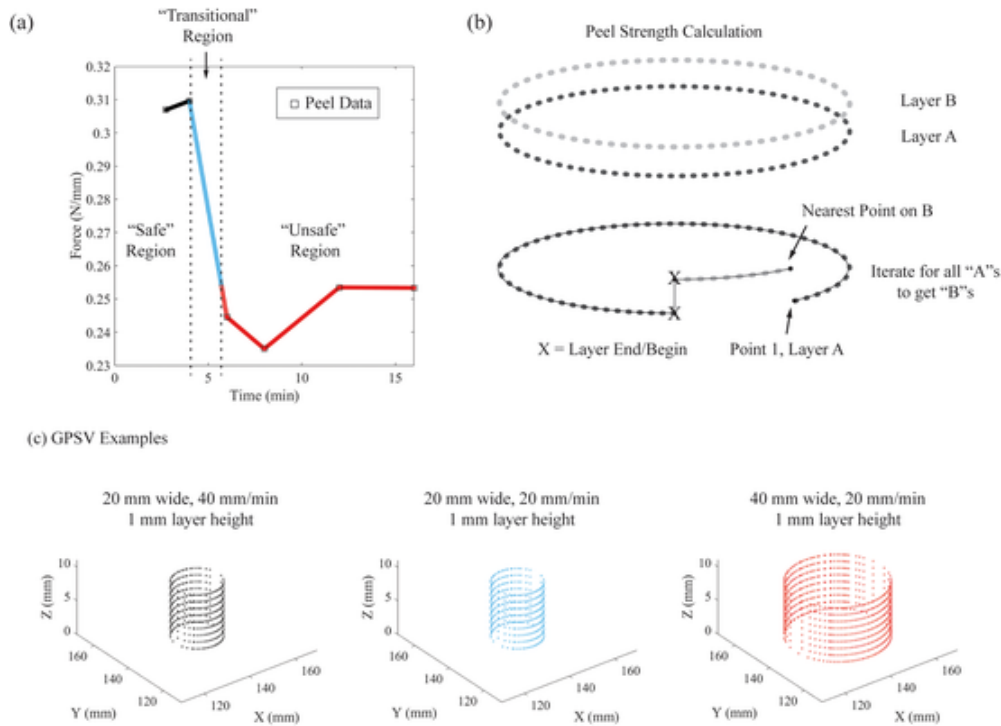 (a)
“Transitional”
Region
0.32
0.31
0.3
0.29
0.28
0.27
0.26
0.25
0.24
0.23
Force (N/mm)
Peel Data
“Safe”
Region
“Unsafe”
Region
0
5
10
15
Time (min)
(b)
Peel Strength Calculation
Layer B
Layer A
Nearest Point on B
X
X
Iterate for all “A”s
to get “B”s
X = Layer End/Begin
Point 1, Layer A
(c) GPSV Examples
20 mm wide, 40 mm/min
1 mm layer height
10
5
0
Z (mm)
160
140
120
Y (mm)
120
140
160
X (mm)
20 mm wide, 20 mm/min
1 mm layer height
10
5
0
Z (mm)
160
140
120
Y (mm)
120
140
160
X (mm)
40 mm wide, 20 mm/min
1 mm layer height
10
5
0
Z (mm)
160
140
120
Y (mm)
120
140
160
X (mm)